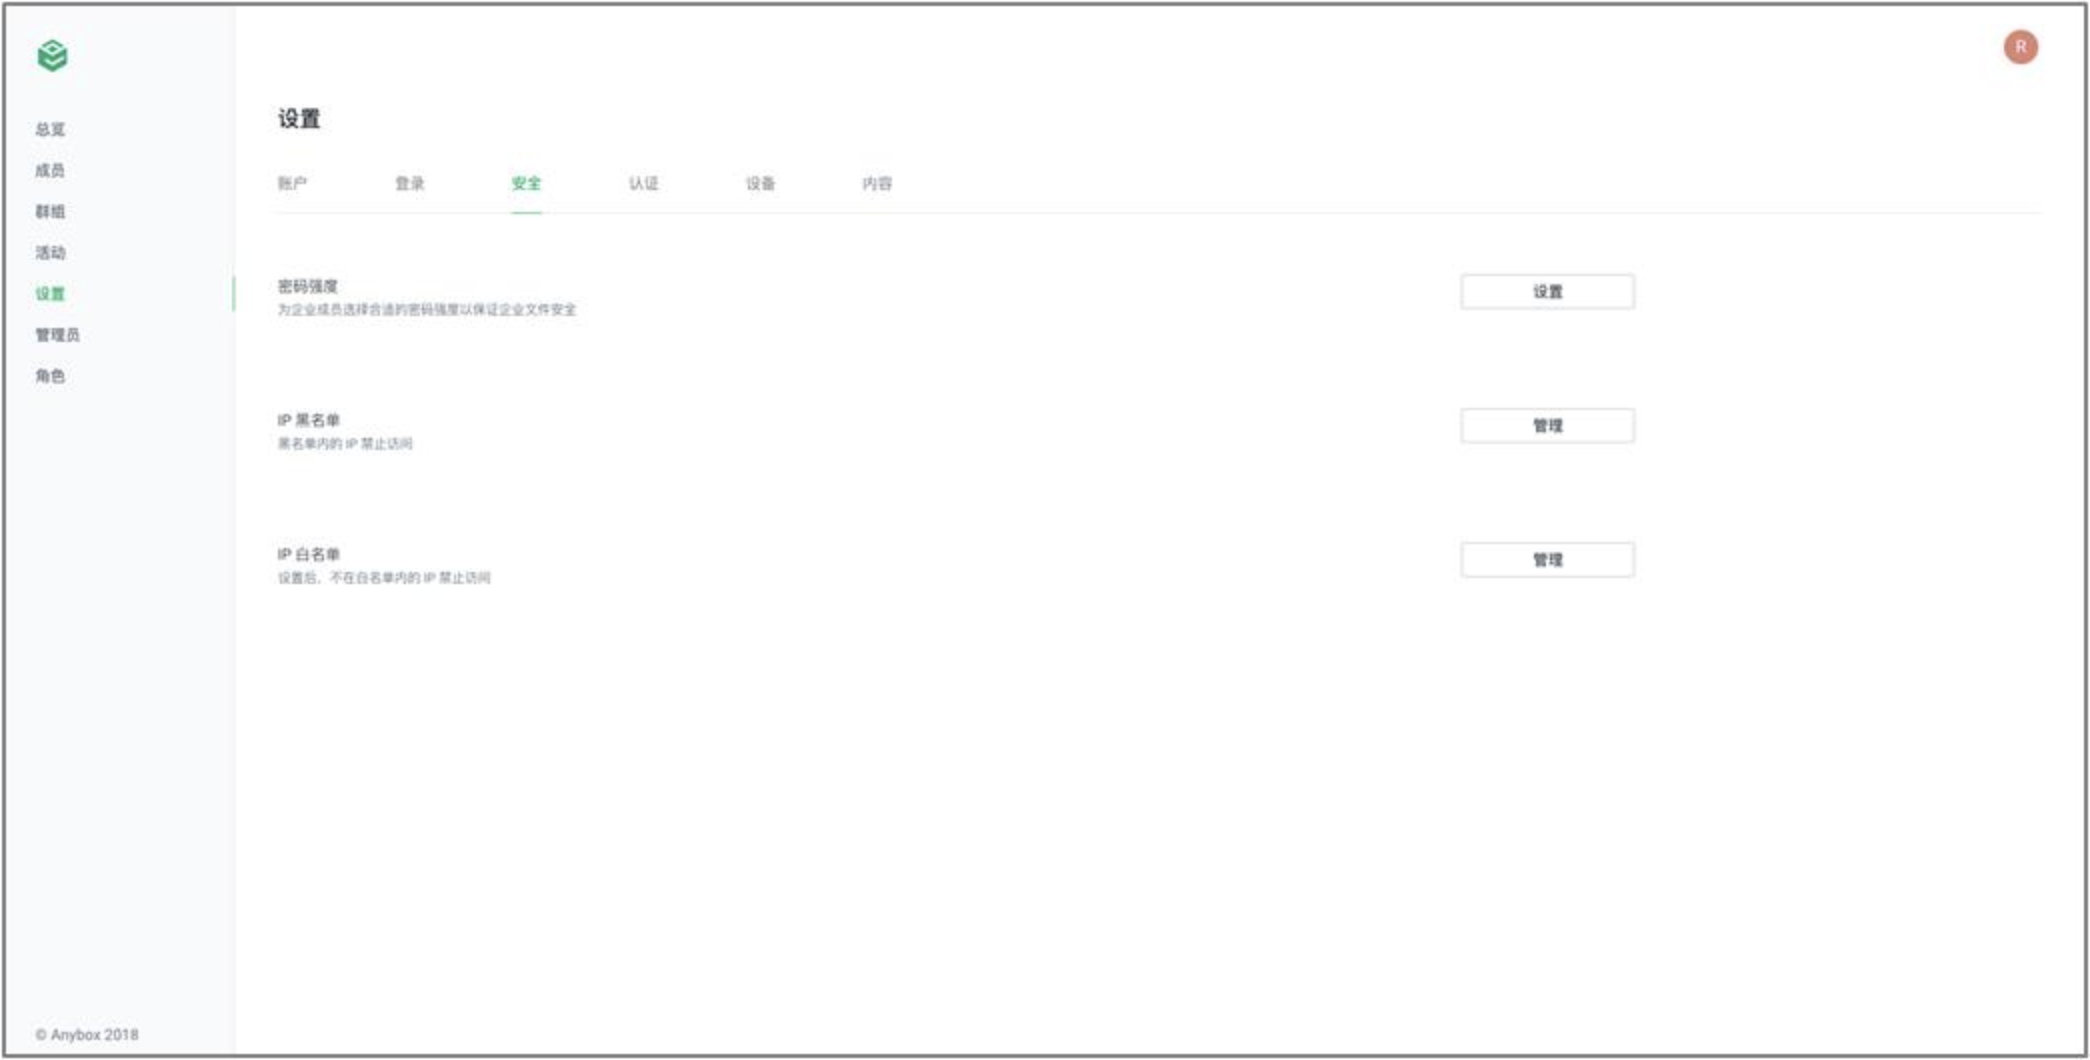 R
总览
成员
群组
活动
设置
管理员
角色
设置
账户 登录 安全 认证 设备 内容
密码强度
为企业成员选择合适的密码强度以保证企业文件安全
设置
IP 黑名单
黑名单内的 IP 禁止访问
管理
IP 白名单
设置后，不在白名单内的 IP 禁止访问
管理
© Anybox 2018